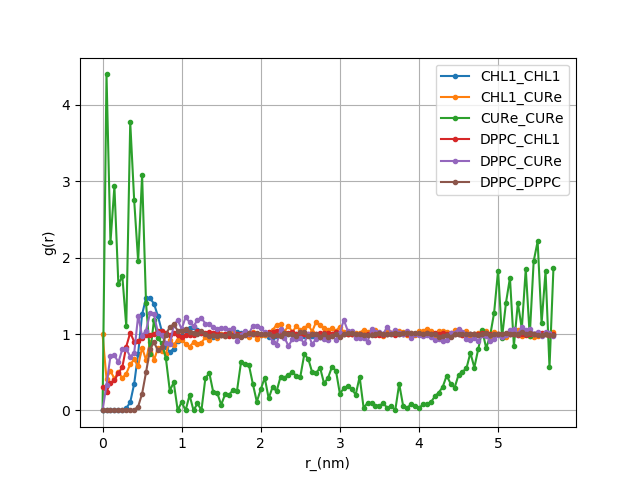 CHL1_CHL1
CHL1_CURe
CURe_CURe
DPPC_CHL1
DPPC_CURe
DPPC_DPPC
4
3
2
1
0
g(r)
0 1 2 3 4 5
r_(nm)